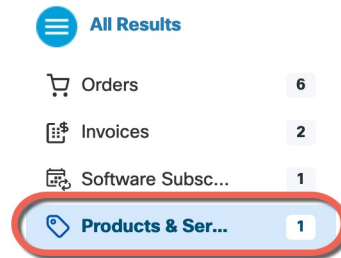 All Results
Orders 6
Invoices 2
Software Subsc... 1
Products & Ser... 1